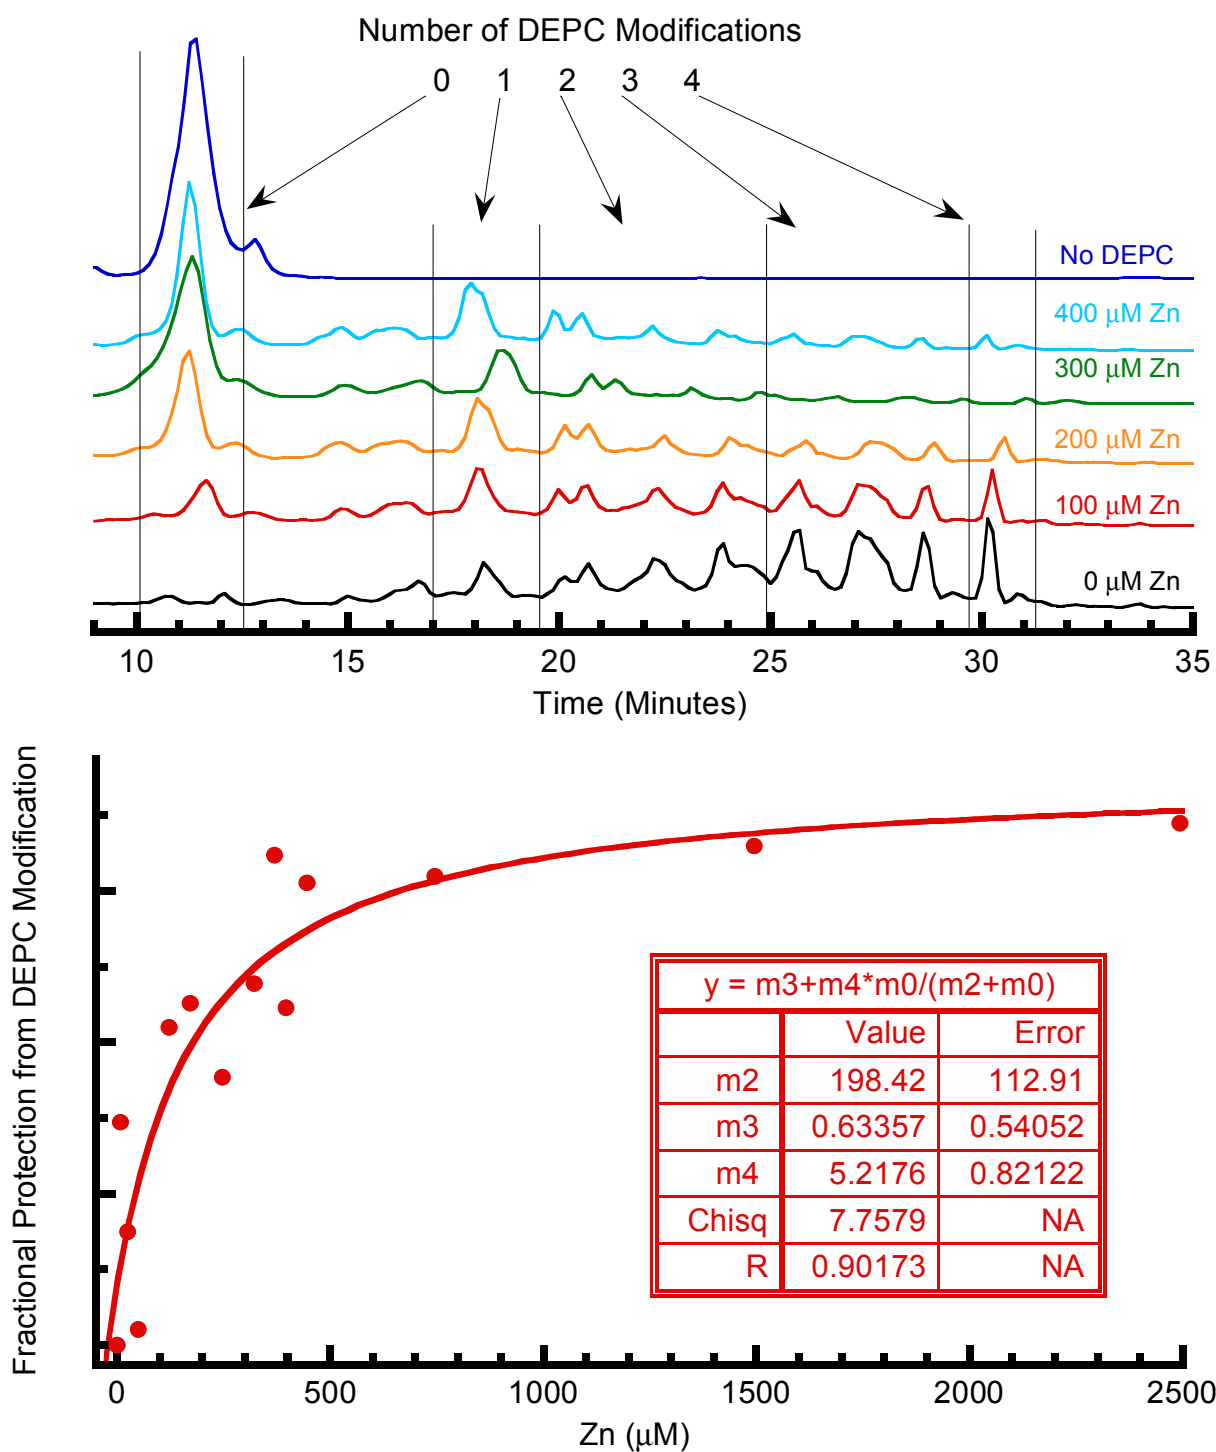 Number of DEPC Modifications
0 1 2 3 4
No DEPC
400 μM Zn
300 μM Zn
200 μM Zn
100 μM Zn
0 μM Zn
10 15 20 25 30 35
Time (Minutes)
Fractional Protection from DEPC Modification
y = m3+m4*m0/(m2+m0)
Value Error
m2 198.42 112.91
m3 0.63357 0.54052
m4 5.2176 0.82122
Chisq 7.7579 NA
R 0.90173 NA
0 500 1000 1500 2000 2500
Zn (μM)